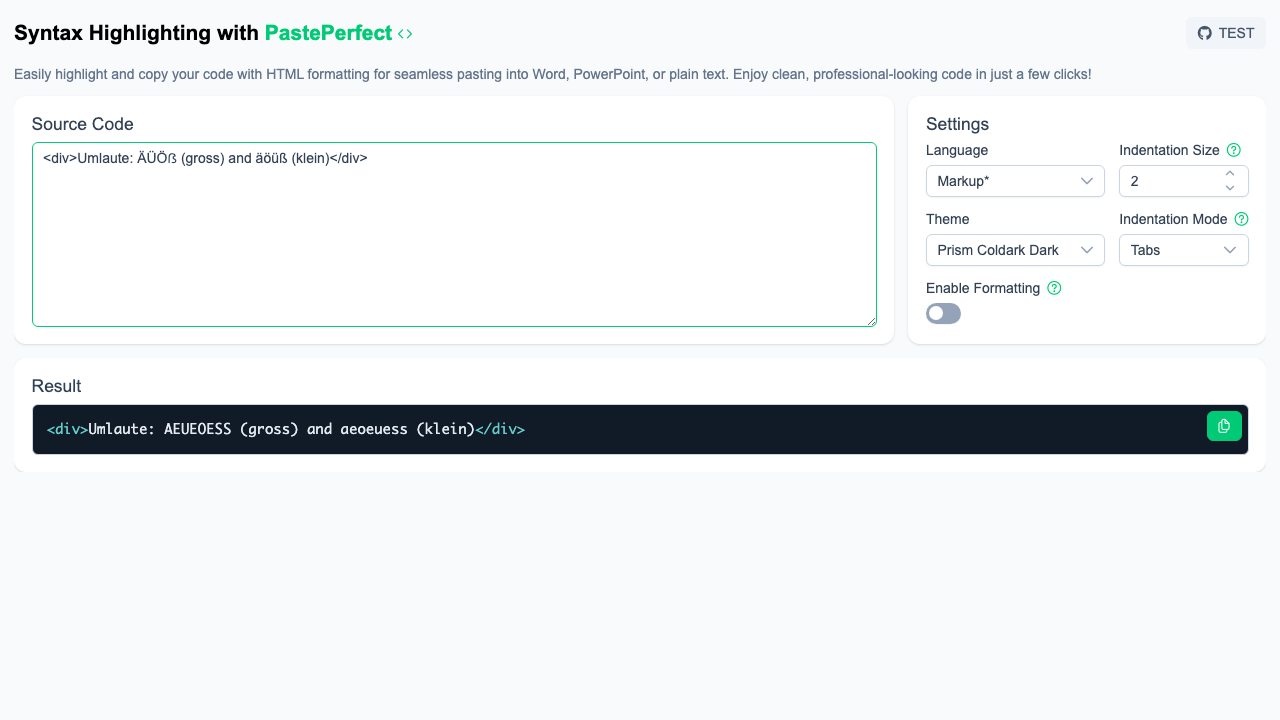 Syntax Highlighting with PastePerfect <>
TEST
Easily highlight and copy your code with HTML formatting for seamless pasting into Word, PowerPoint, or plain text. Enjoy clean, professional-looking code in just a few clicks!
Source Code
<div>Umlaute: ÄÜÖß (gross) and äöüß (klein)</div>
Settings
Language
Markup*
Indentation Size
2
Theme
Prism Coldark Dark
Indentation Mode
Tabs
Enable Formatting
Result
<div>Umlaute: AEUEOESS (gross) and aeoeuess (klein)</div>